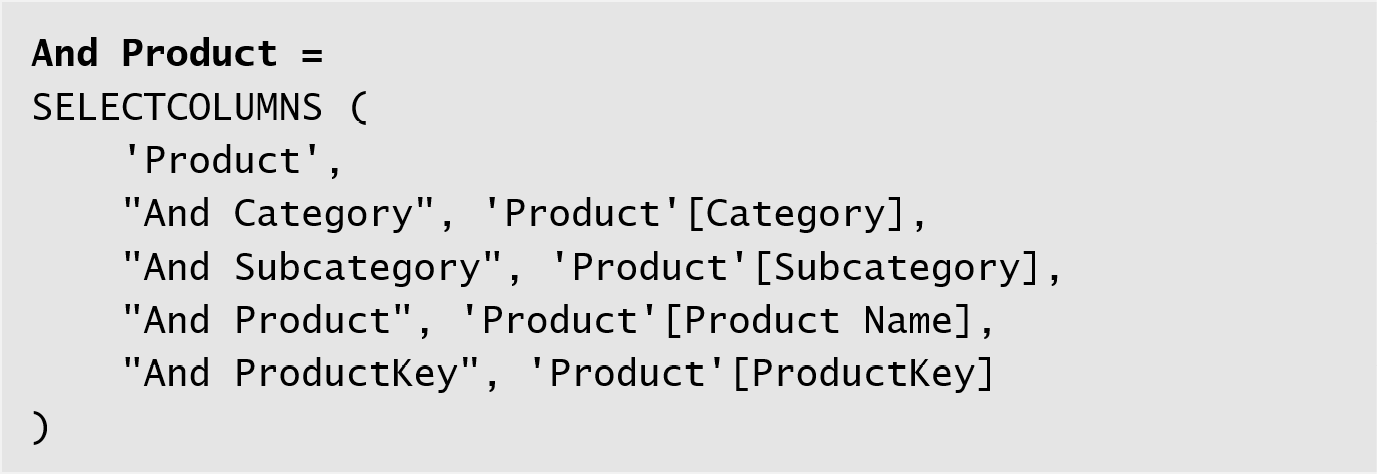 And Product =
SELECTCOLUMNS (
    'Product',
    "And Category", 'Product'[Category],
    "And Subcategory", 'Product'[Subcategory],
    "And Product", 'Product'[Product Name],
    "And ProductKey", 'Product'[ProductKey]
)